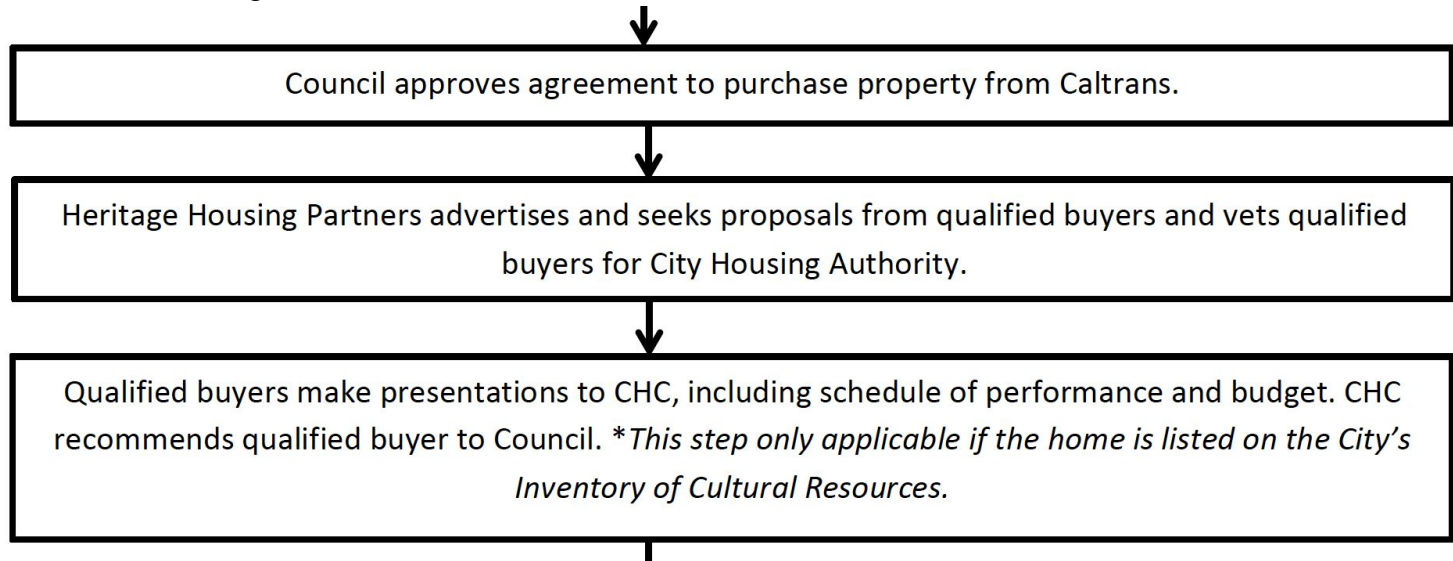 Council approves agreement to purchase property from Caltrans.
Heritage Housing Partners advertises and seeks proposals from qualified buyers and vets qualified
buyers for City Housing Authority.
Qualified buyers make presentations to CHC, including schedule of performance and budget. CHC
recommends qualified buyer to Council. *This step only applicable if the home is listed on the City’s
Inventory of Cultural Resources.